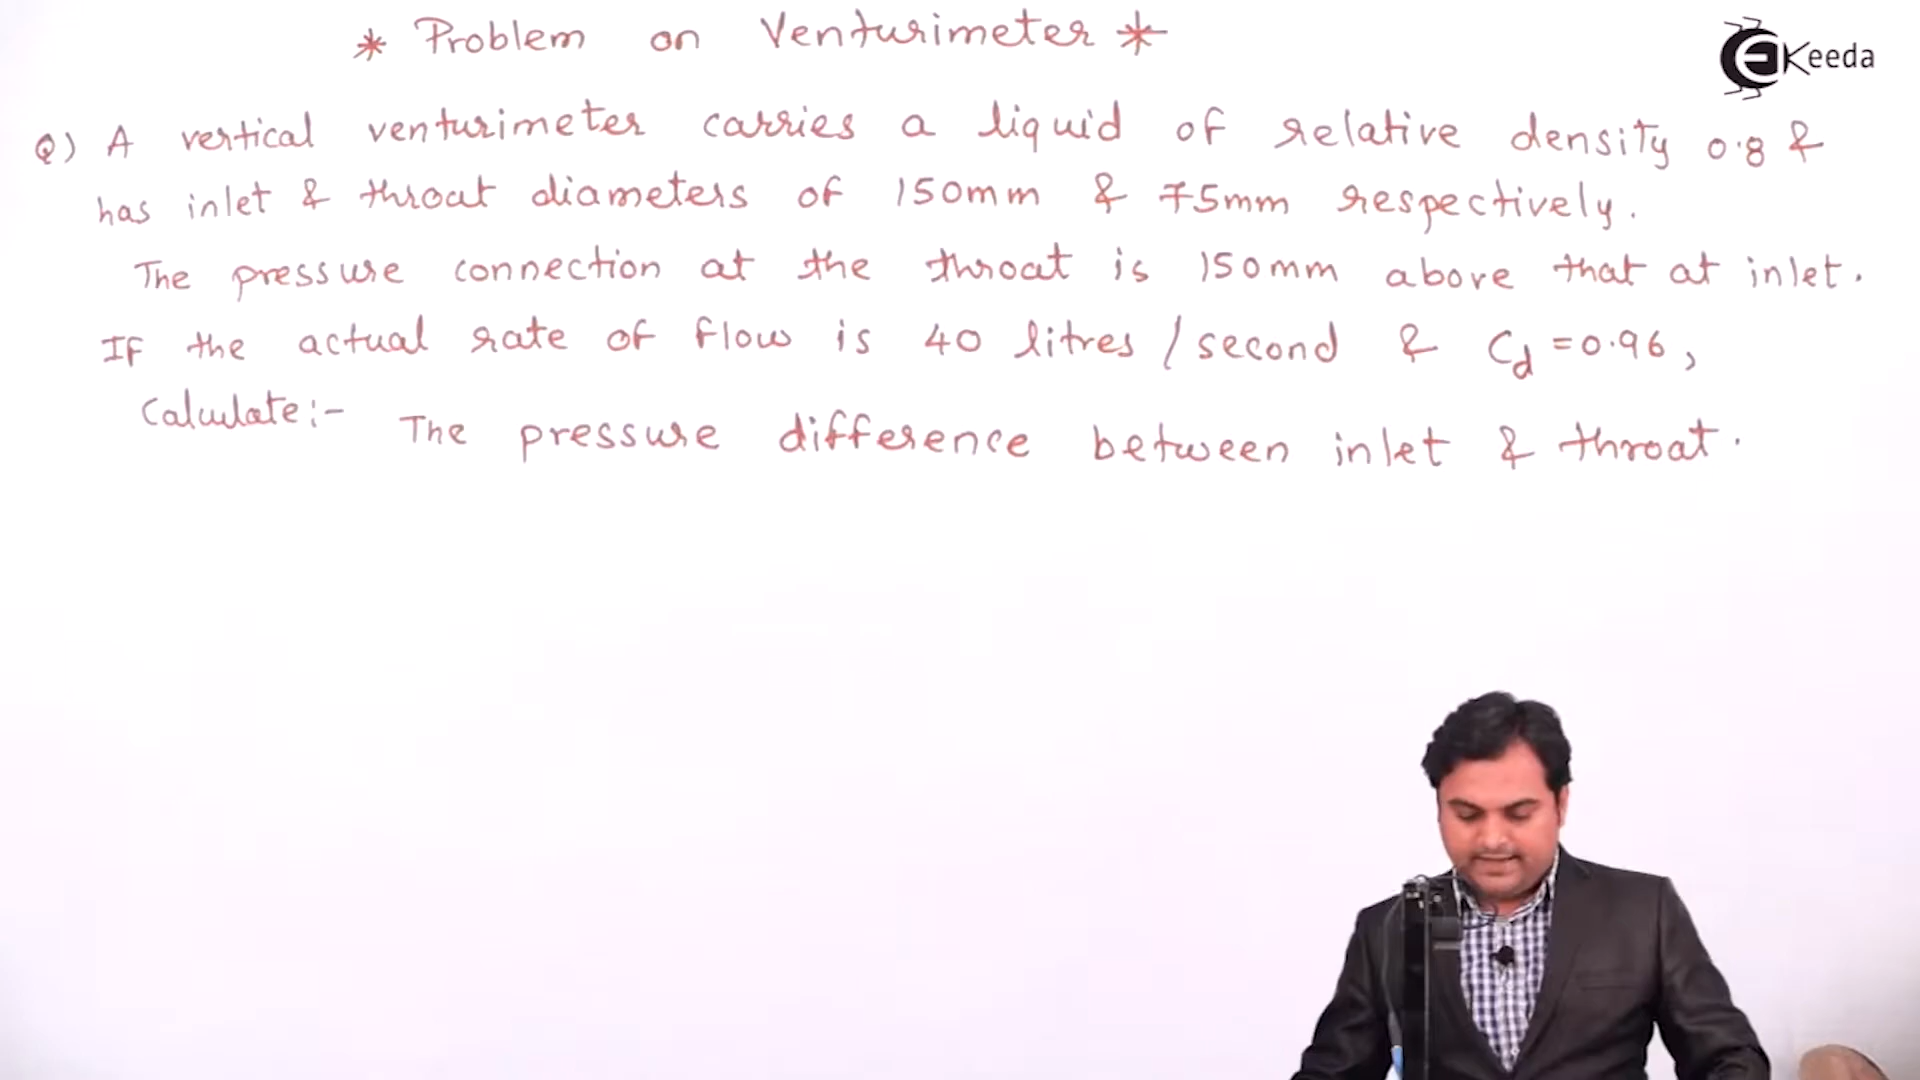 * Problem on Venturimeter *
EKeeda
Q) A vertical venturimeter carries a liquid of relative density 0.8 &
has inlet & throat diameters of 150mm & 75mm respectively.
The pressure connection at the throat is 150mm above that at inlet.
If the actual rate of flow is 40 litres / second & Cd = 0.96,
Calculate:- The pressure difference between inlet & throat.